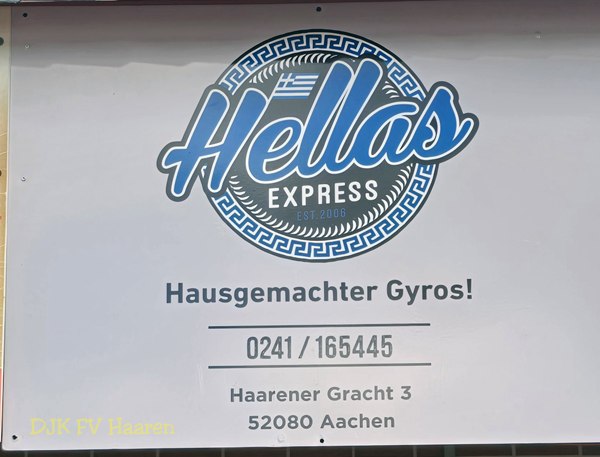 Hellas
EXPRESS
EST.2006
Hausgemachter Gyros!
0241 / 165445
Haarener Gracht 3
52080 Aachen
DJK FV Haaren